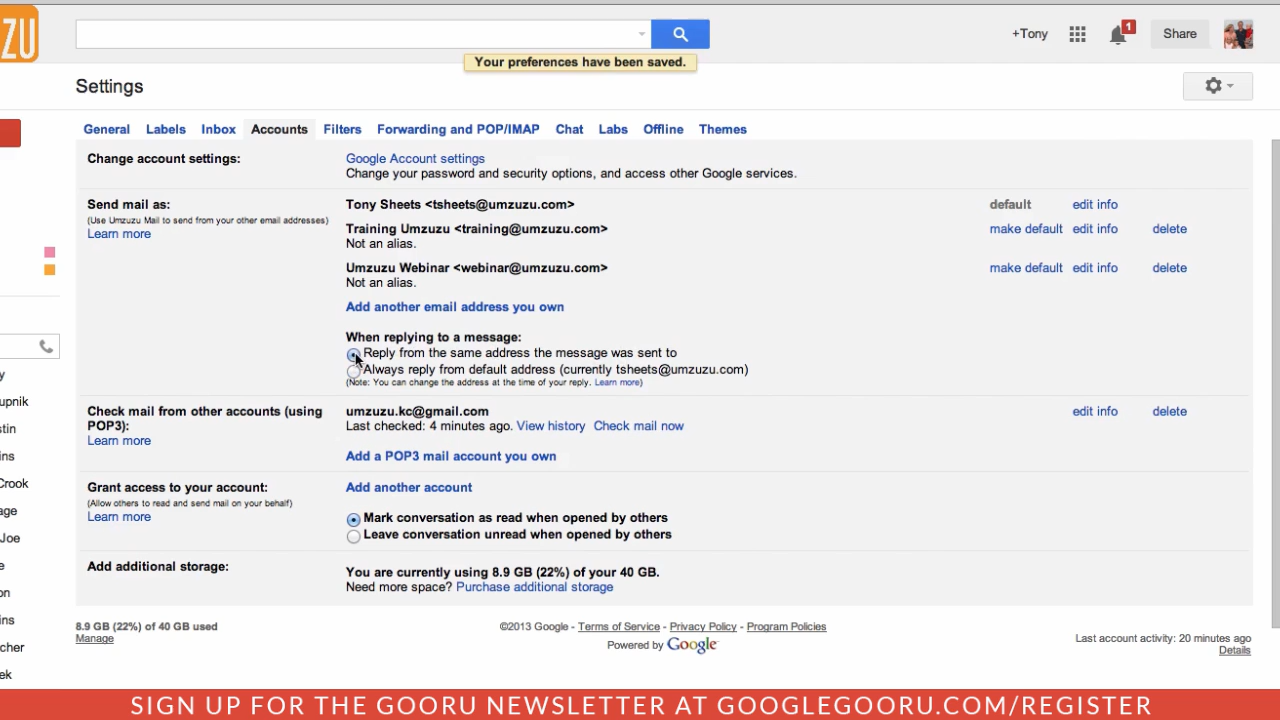 ZU
+Tony
1
Share
Your preferences have been saved.
Settings
General Labels Inbox Accounts Filters Forwarding and POP/IMAP Chat Labs Offline Themes
Change account settings:
Google Account settings
Change your password and security options, and access other Google services.
Send mail as:
(Use Umzuzu Mail to send from your other email addresses)
Learn more
Tony Sheets <tsheets@umzuzu.com> default edit info
Training Umzuzu <training@umzuzu.com> make default edit info delete
Not an alias.
Umzuzu Webinar <webinar@umzuzu.com> make default edit info delete
Not an alias.
Add another email address you own
When replying to a message:
Reply from the same address the message was sent to
Always reply from default address (currently tsheets@umzuzu.com)
(Note: You can change the address at the time of your reply. Learn more)
Check mail from other accounts (using
POP3):
Learn more
umzuzu.kc@gmail.com edit info delete
Last checked: 4 minutes ago. View history Check mail now
Add a POP3 mail account you own
Grant access to your account:
(Allow others to read and send mail on your behalf)
Learn more
Add another account
Mark conversation as read when opened by others
Leave conversation unread when opened by others
Add additional storage:
You are currently using 8.9 GB (22%) of your 40 GB.
Need more space? Purchase additional storage
y
upnik
tin
ns
Crook
ge
Joe
e
on
ins
cher
ek
8.9 GB (22%) of 40 GB used
Manage
©2013 Google - Terms of Service - Privacy Policy - Program Policies
Powered by Google
Last account activity: 20 minutes ago
Details
SIGN UP FOR THE GOORU NEWSLETTER AT GOOGLEGOORU.COM/REGISTER